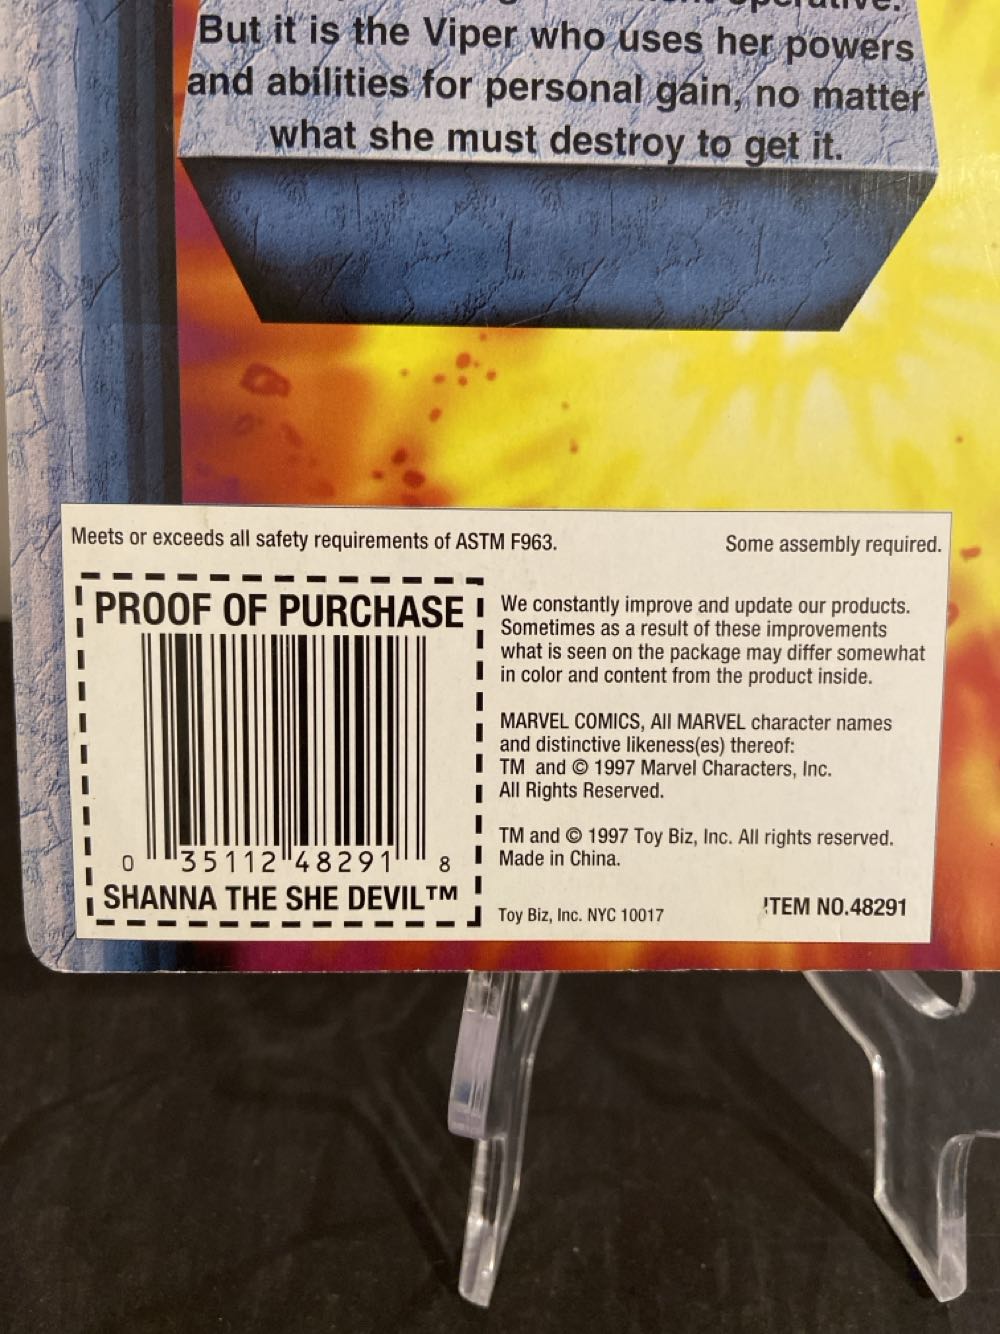 operative.
But it is the Viper who uses her powers
and abilities for personal gain, no matter
what she must destroy to get it.
Meets or exceeds all safety requirements of ASTM F963.
Some assembly required.
PROOF OF PURCHASE
0 35112 48291 8
SHANNA THE SHE DEVIL™
We constantly improve and update our products.
Sometimes as a result of these improvements
what is seen on the package may differ somewhat
in color and content from the product inside.
MARVEL COMICS, All MARVEL character names
and distinctive likeness(es) thereof:
TM and © 1997 Marvel Characters, Inc.
All Rights Reserved.
TM and © 1997 Toy Biz, Inc. All rights reserved.
Made in China.
Toy Biz, Inc. NYC 10017
ITEM NO.48291